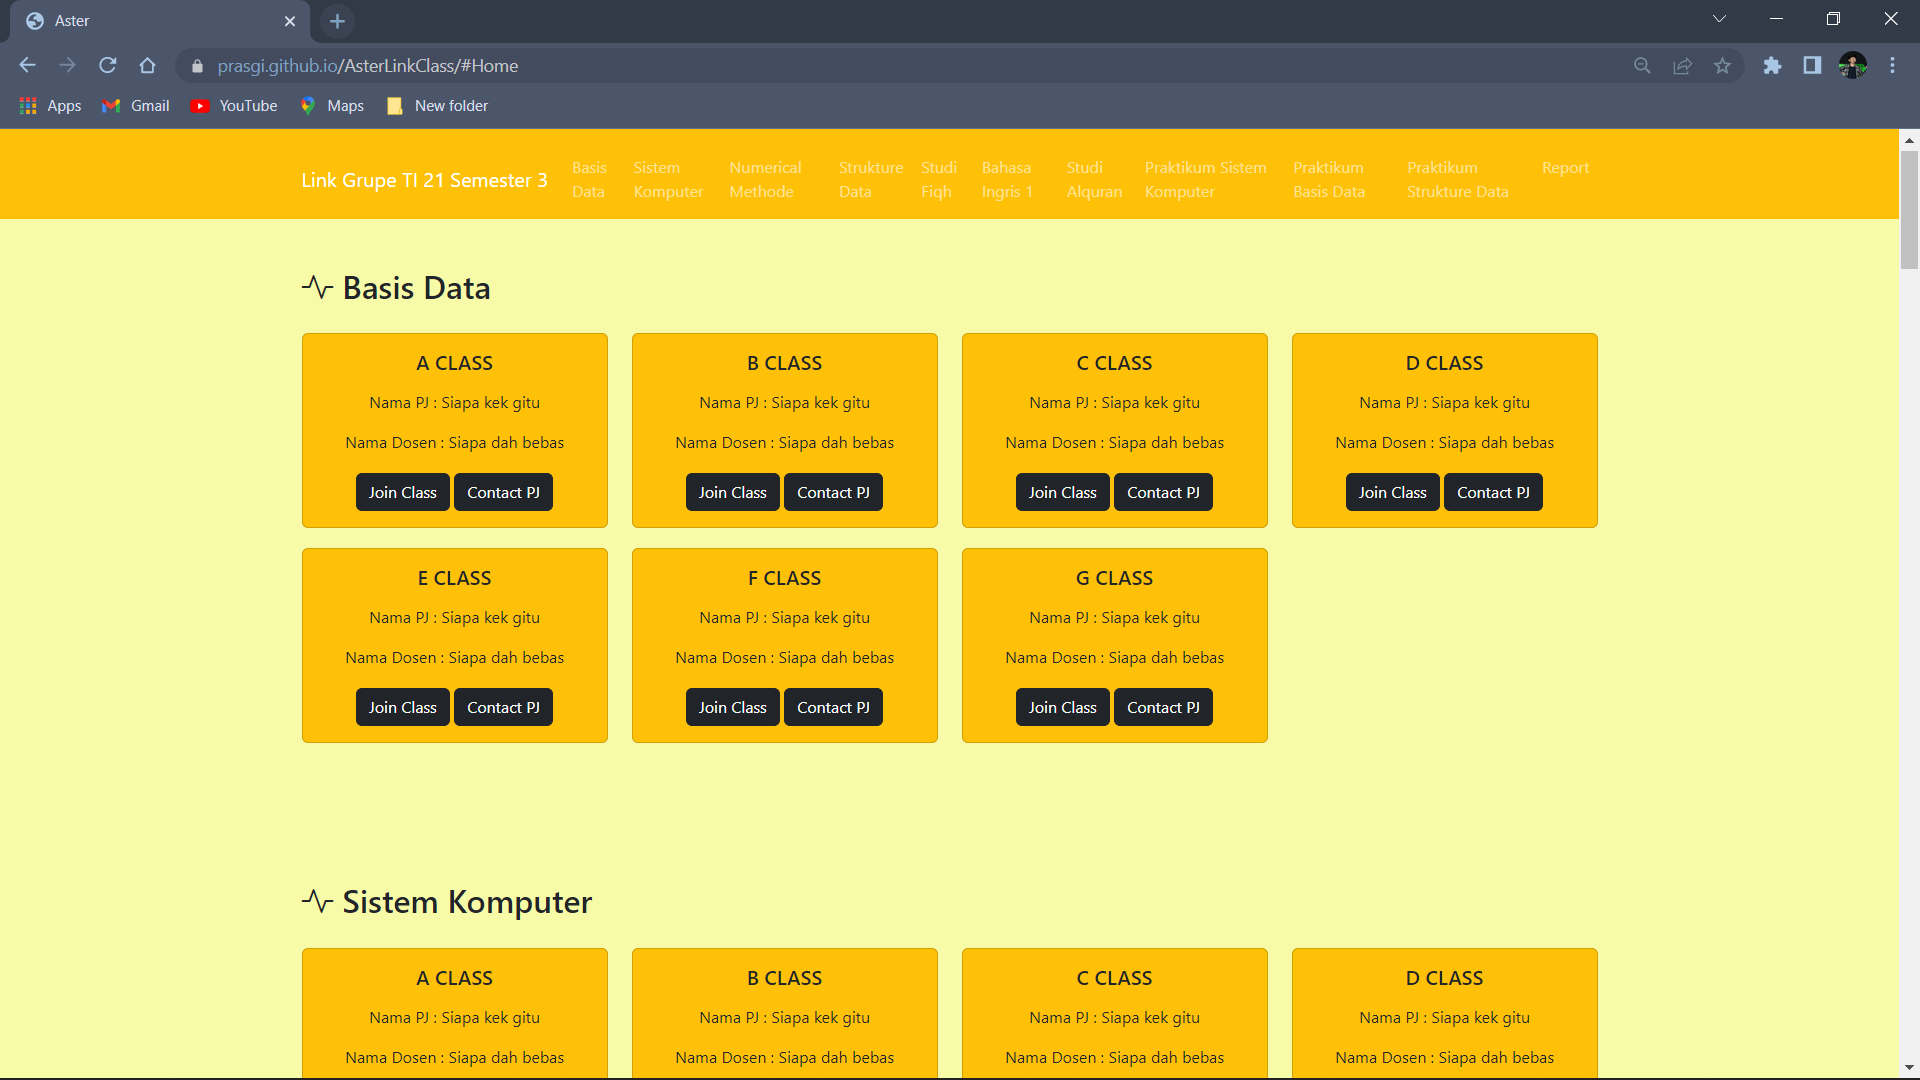 Aster
prasgi.github.io/AsterLinkClass/#Home
Apps Gmail YouTube Maps New folder
Link Grupe TI 21 Semester 3
Basis Data
Sistem Komputer
Numerical Methode
Strukture Data
Studi Fiqh
Bahasa Ingris 1
Studi Alquran
Praktikum Sistem Komputer
Praktikum Basis Data
Praktikum Strukture Data
Report
Basis Data
A CLASS
Nama PJ : Siapa kek gitu
Nama Dosen : Siapa dah bebas
Join Class Contact PJ
B CLASS
Nama PJ : Siapa kek gitu
Nama Dosen : Siapa dah bebas
Join Class Contact PJ
C CLASS
Nama PJ : Siapa kek gitu
Nama Dosen : Siapa dah bebas
Join Class Contact PJ
D CLASS
Nama PJ : Siapa kek gitu
Nama Dosen : Siapa dah bebas
Join Class Contact PJ
E CLASS
Nama PJ : Siapa kek gitu
Nama Dosen : Siapa dah bebas
Join Class Contact PJ
F CLASS
Nama PJ : Siapa kek gitu
Nama Dosen : Siapa dah bebas
Join Class Contact PJ
G CLASS
Nama PJ : Siapa kek gitu
Nama Dosen : Siapa dah bebas
Join Class Contact PJ
Sistem Komputer
A CLASS
Nama PJ : Siapa kek gitu
Nama Dosen : Siapa dah bebas
B CLASS
Nama PJ : Siapa kek gitu
Nama Dosen : Siapa dah bebas
C CLASS
Nama PJ : Siapa kek gitu
Nama Dosen : Siapa dah bebas
D CLASS
Nama PJ : Siapa kek gitu
Nama Dosen : Siapa dah bebas